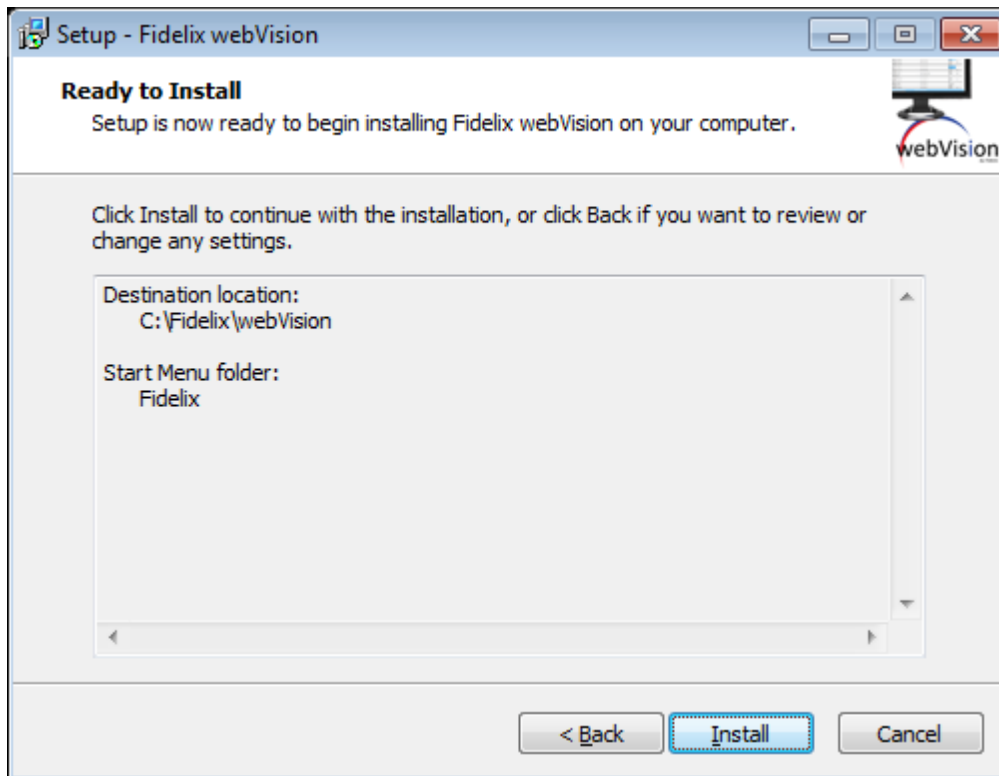 Setup - Fidelix webVision
Ready to Install
Setup is now ready to begin installing Fidelix webVision on your computer.
webVision
Click Install to continue with the installation, or click Back if you want to review or
change any settings.
Destination location:
C:\Fidelix\webVision
Start Menu folder:
Fidelix
< Back
Install
Cancel